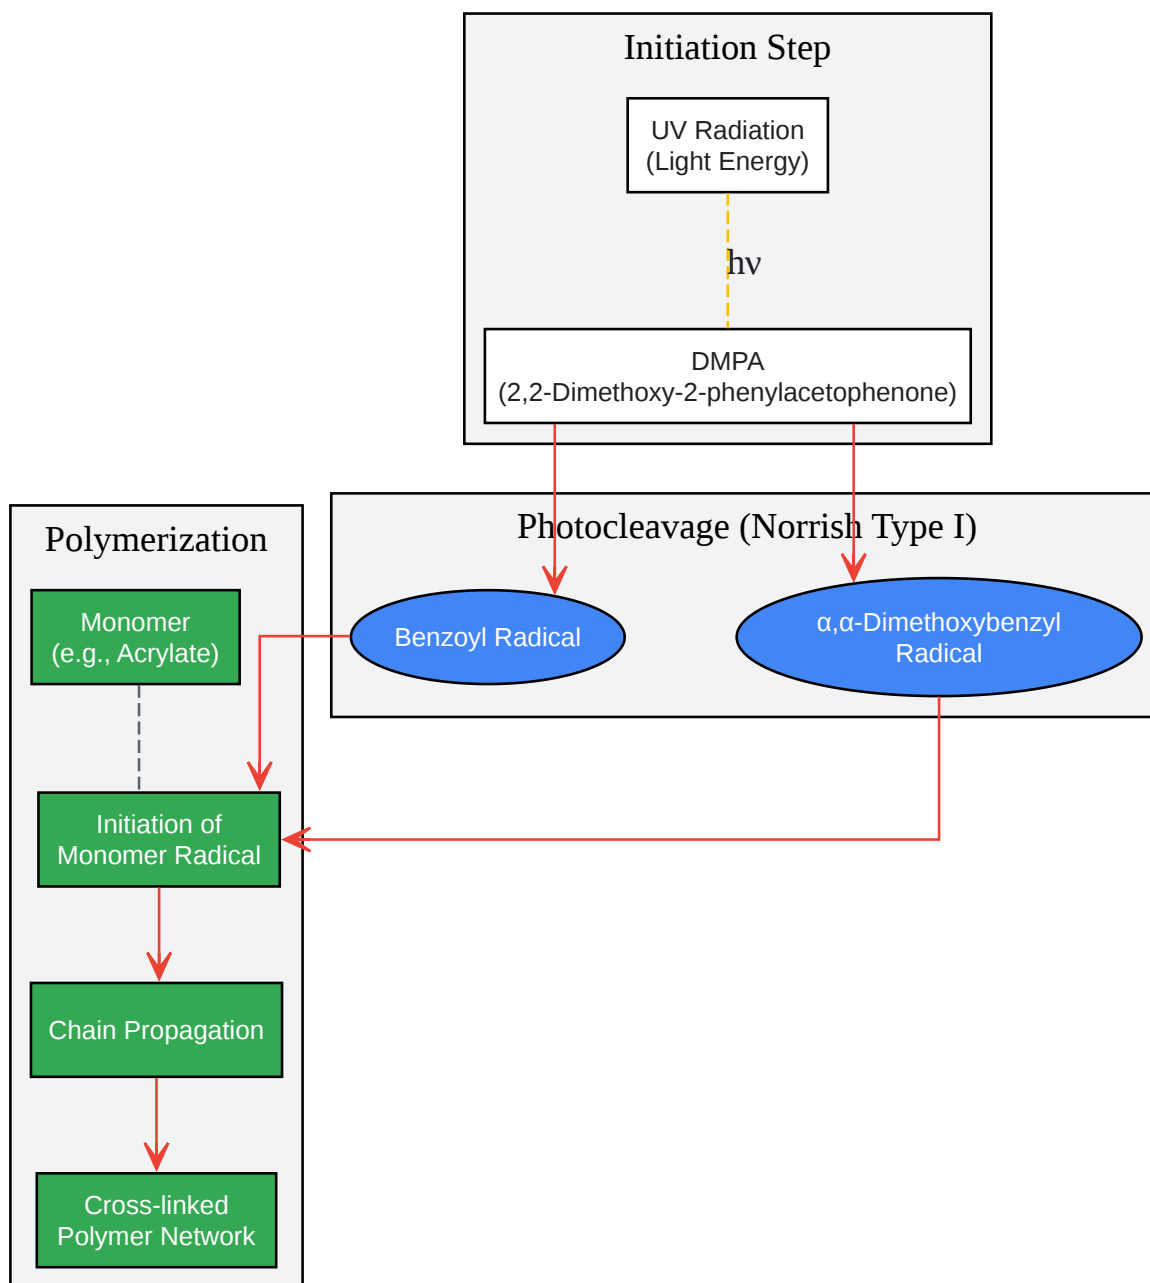 Initiation Step
UV Radiation
(Light Energy)
hν
DMPA
(2,2-Dimethoxy-2-phenylacetophenone)
Photocleavage (Norrish Type I)
Benzoyl Radical
α,α-Dimethoxybenzyl
Radical
Polymerization
Monomer
(e.g., Acrylate)
Initiation of
Monomer Radical
Chain Propagation
Cross-linked
Polymer Network